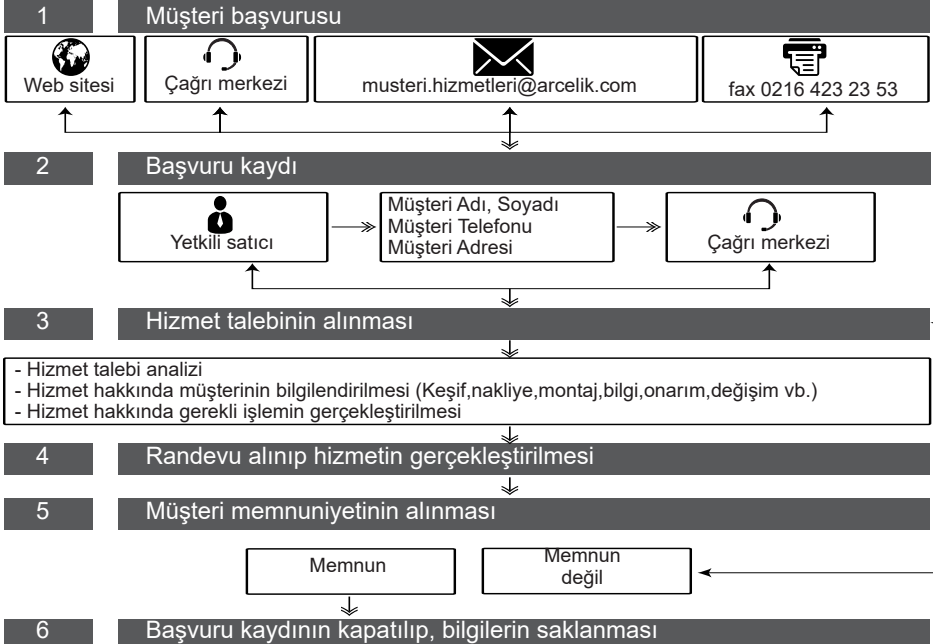 1 Müşteri başvurusu
Web sitesi
Çağrı merkezi
musteri.hizmetleri@arcelik.com
fax 0216 423 23 53
2 Başvuru kaydı
Yetkili satıcı
Müşteri Adı, Soyadı
Müşteri Telefonu
Müşteri Adresi
Çağrı merkezi
3 Hizmet talebinin alınması
- Hizmet talebi analizi
- Hizmet hakkında müşterinin bilgilendirilmesi (Keşif,nakliye,montaj,bilgi,onarım,değişim vb.)
- Hizmet hakkında gerekli işlemin gerçekleştirilmesi
4 Randevu alınıp hizmetin gerçekleştirilmesi
5 Müşteri memnuniyetinin alınması
Memnun
Memnun
değil
6 Başvuru kaydının kapatılıp, bilgilerin saklanması